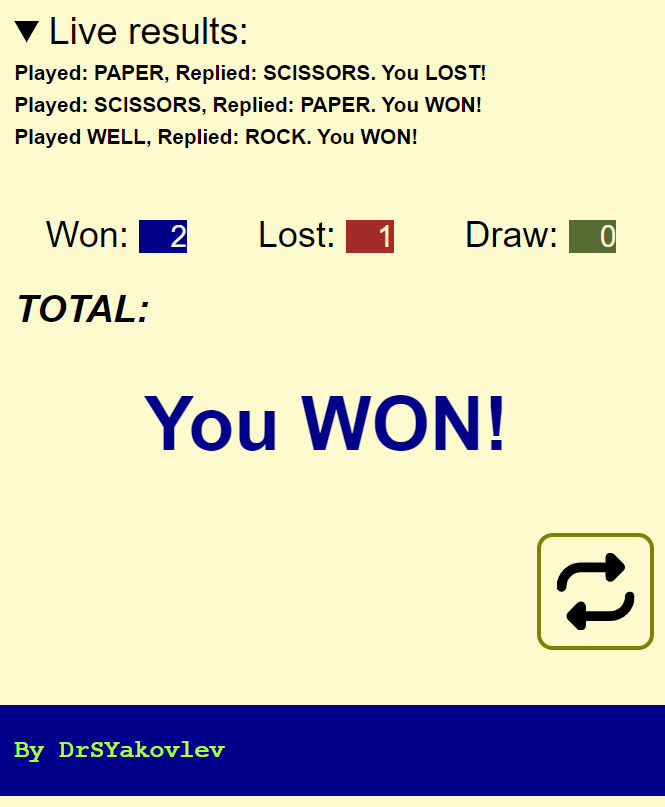 Live results:
Played: PAPER, Replied: SCISSORS. You LOST!
Played: SCISSORS, Replied: PAPER. You WON!
Played WELL, Replied: ROCK. You WON!
Won: 2 Lost: 1 Draw: 0
TOTAL:
You WON!
By DrSYakovlev